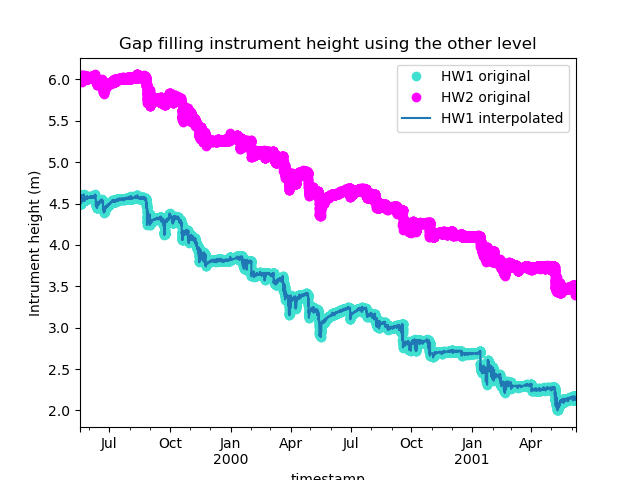 Gap filling instrument height using the other level
HW1 original
HW2 original
HW1 interpolated
Intrument height (m)
6.0
5.5
5.0
4.5
4.0
3.5
3.0
2.5
2.0
Jul Oct Jan Apr Jul Oct Jan Apr
2000 2001
timestamp